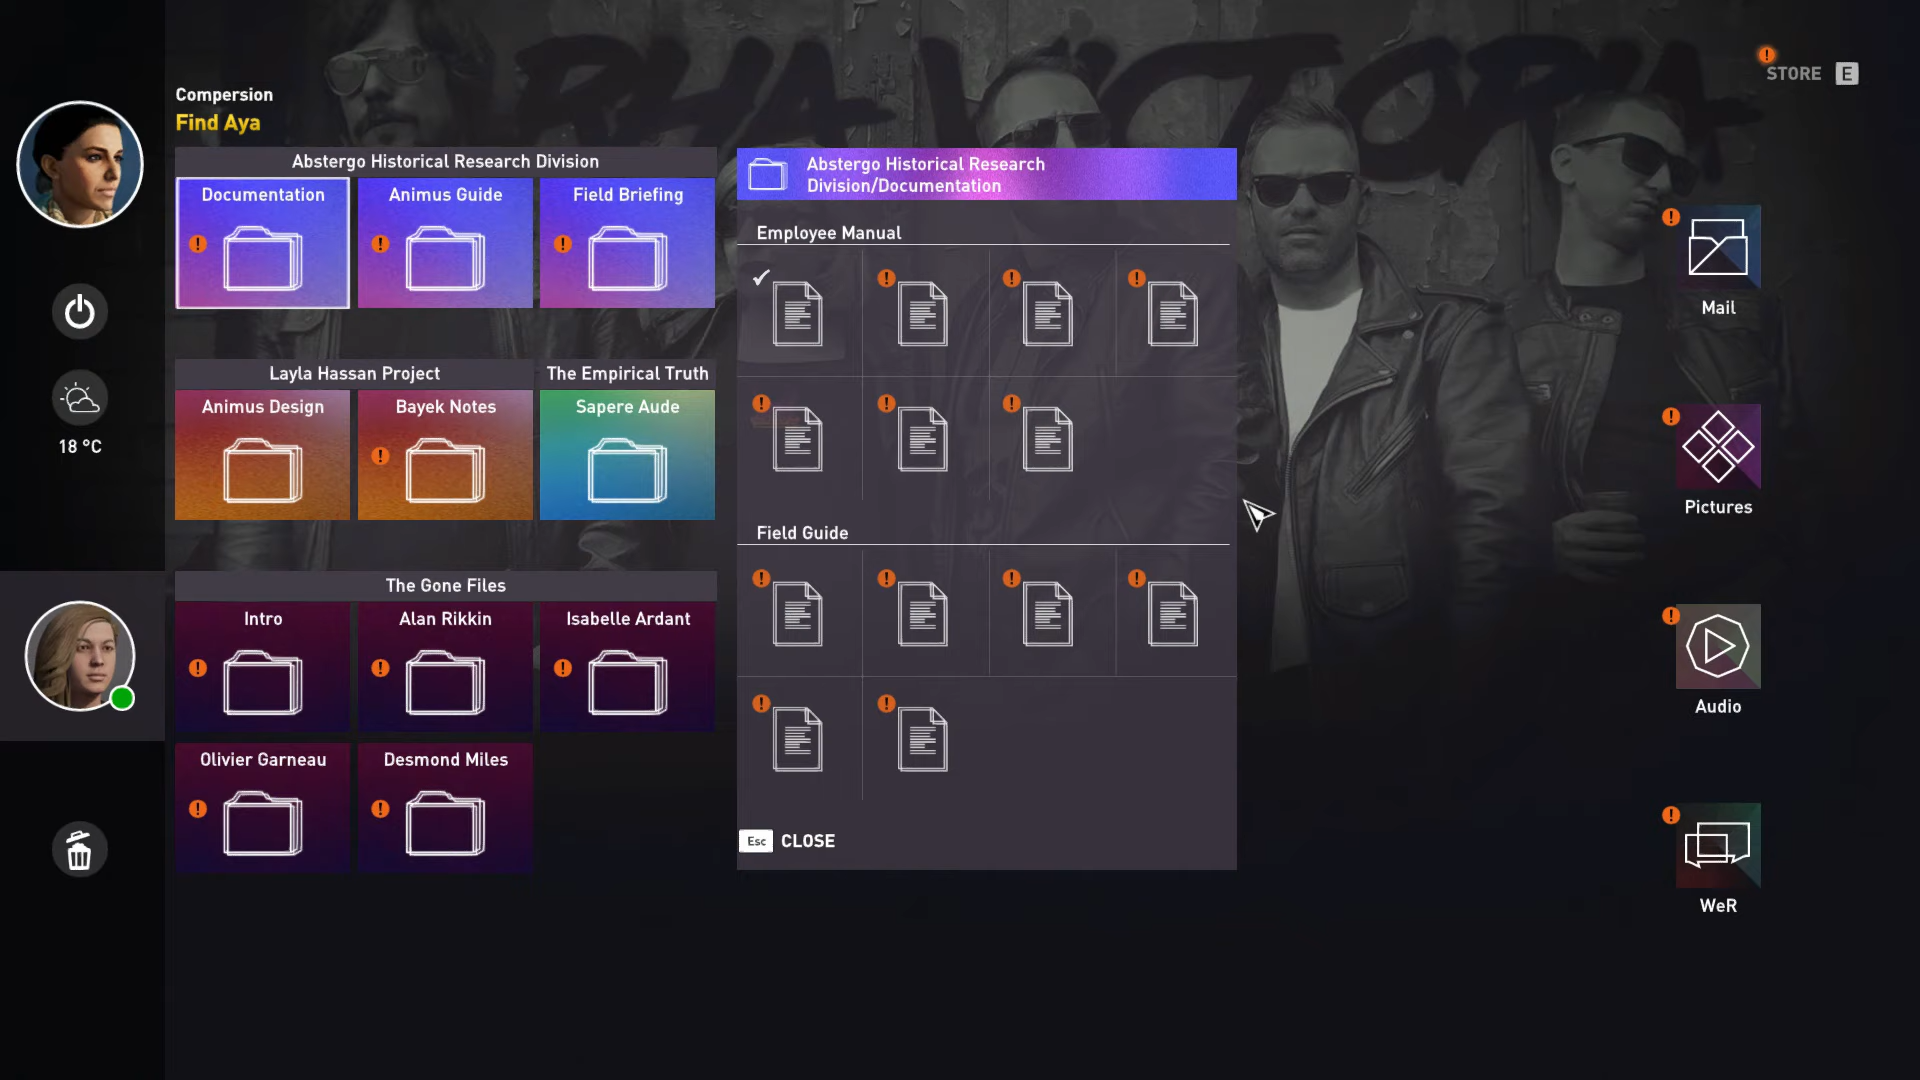 STORE E
Compersion
Find Aya
Abstergo Historical Research Division
Documentation
Animus Guide
Field Briefing
Layla Hassan Project
The Empirical Truth
Animus Design
Bayek Notes
Sapere Aude
The Gone Files
Intro
Alan Rikkin
Isabelle Ardant
Olivier Garneau
Desmond Miles
18 °C
Abstergo Historical Research
Division/Documentation
Employee Manual
Field Guide
Esc CLOSE
Mail
Pictures
Audio
WeR